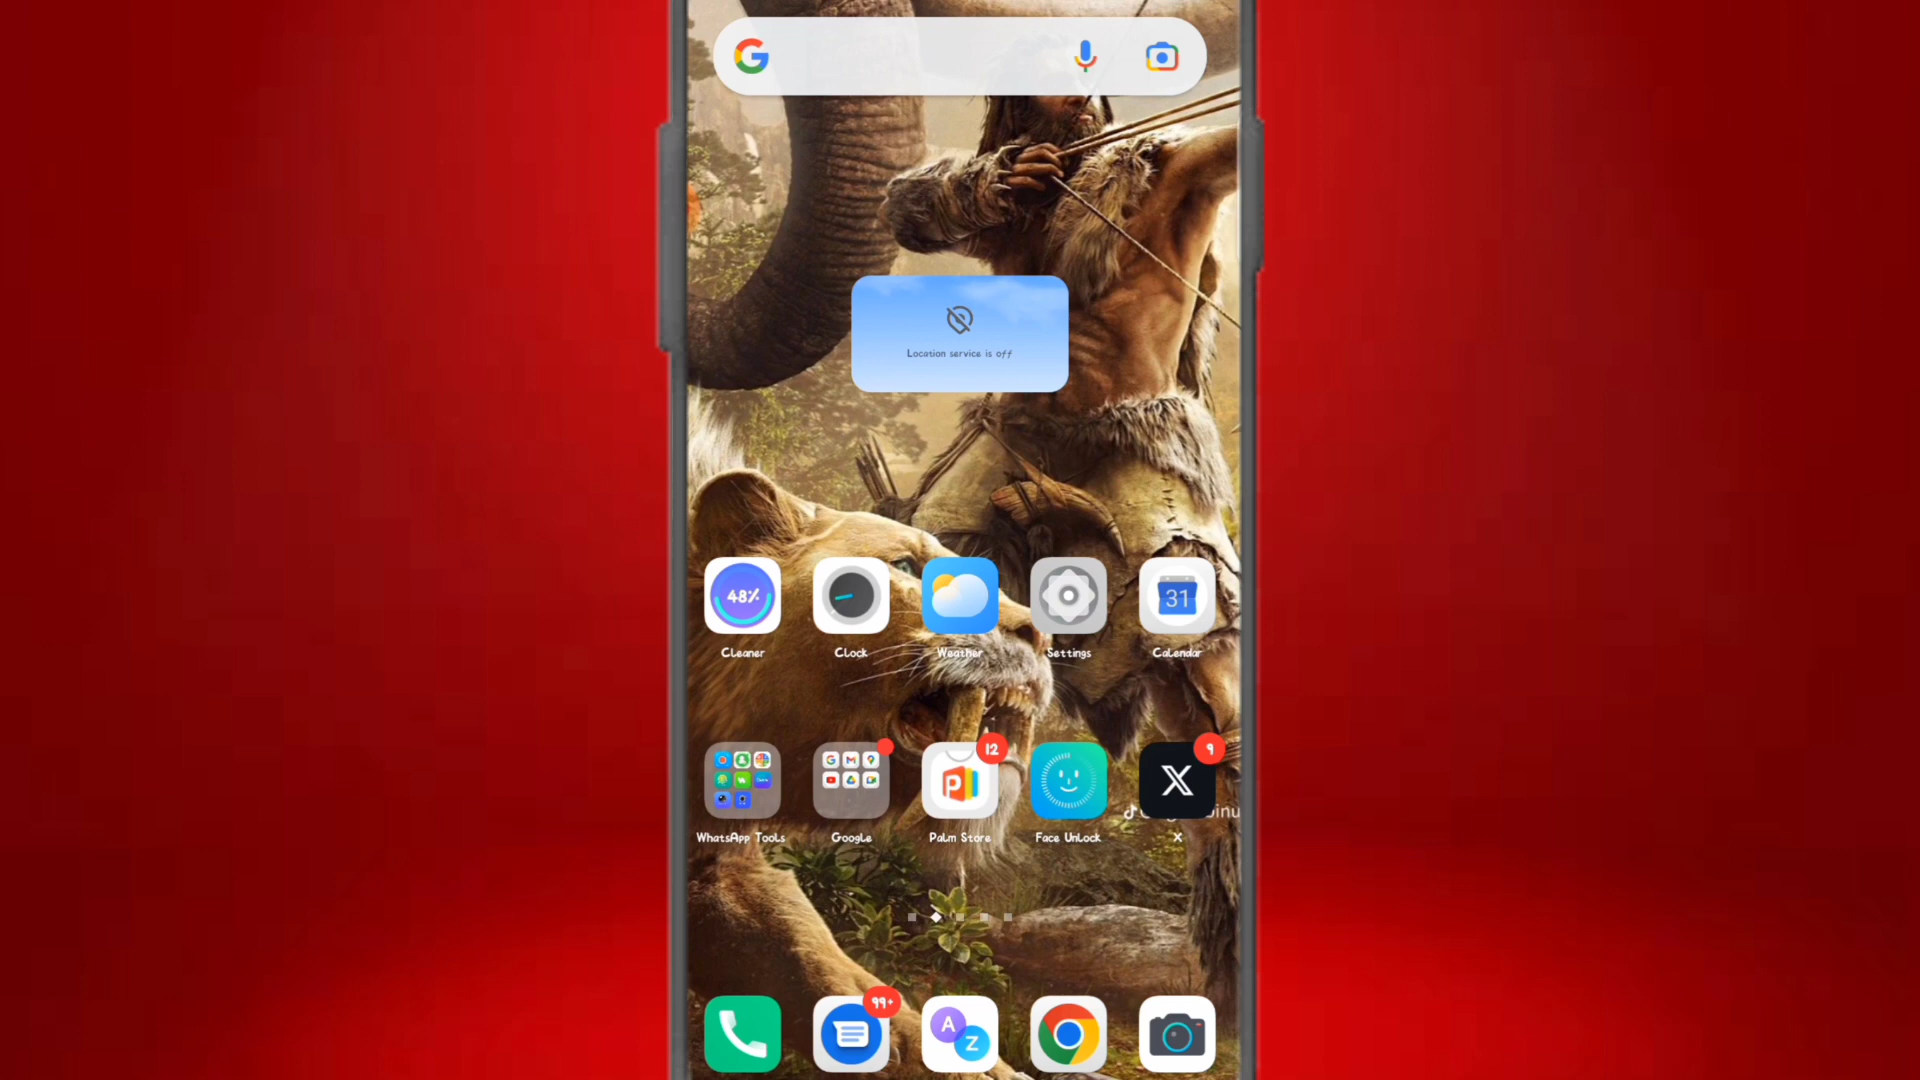 Location service is off
48%
31
Cleaner
Clock
Weather
Settings
Calendar
12
9
WhatsApp Tools
Google
Palm Store
Face Unlock
X
99+
A
Z